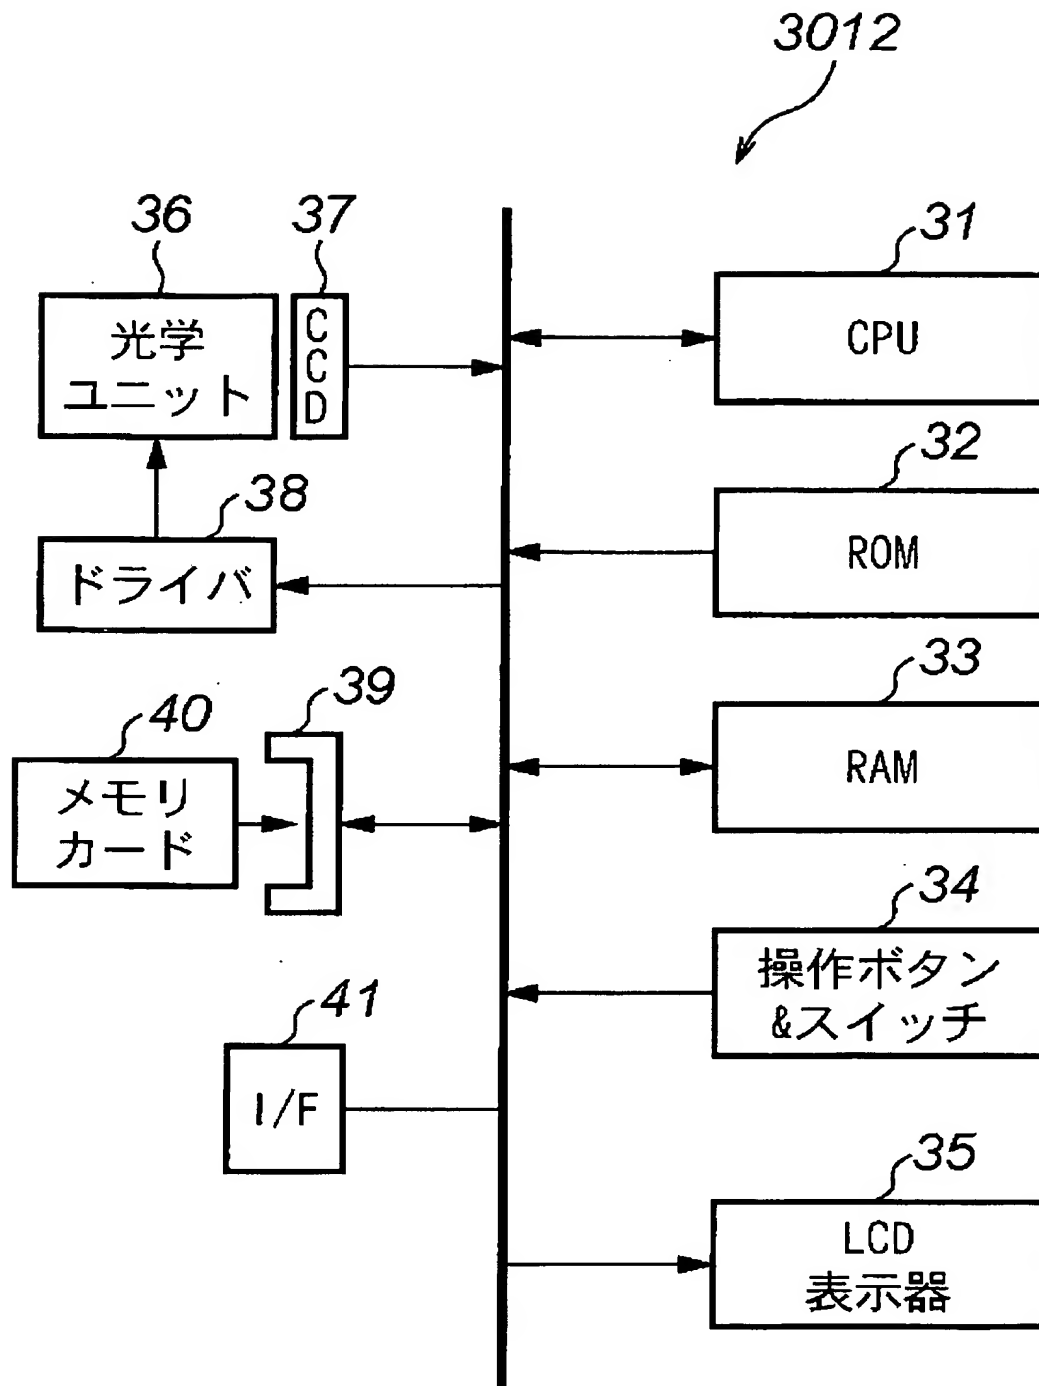 3012
36
光学
ユニット
37
CCD
38
ドライバ
40
メモリ
カード
39
41
I/F
31
CPU
32
ROM
33
RAM
34
操作ボタン
&スイッチ
35
LCD
表示器